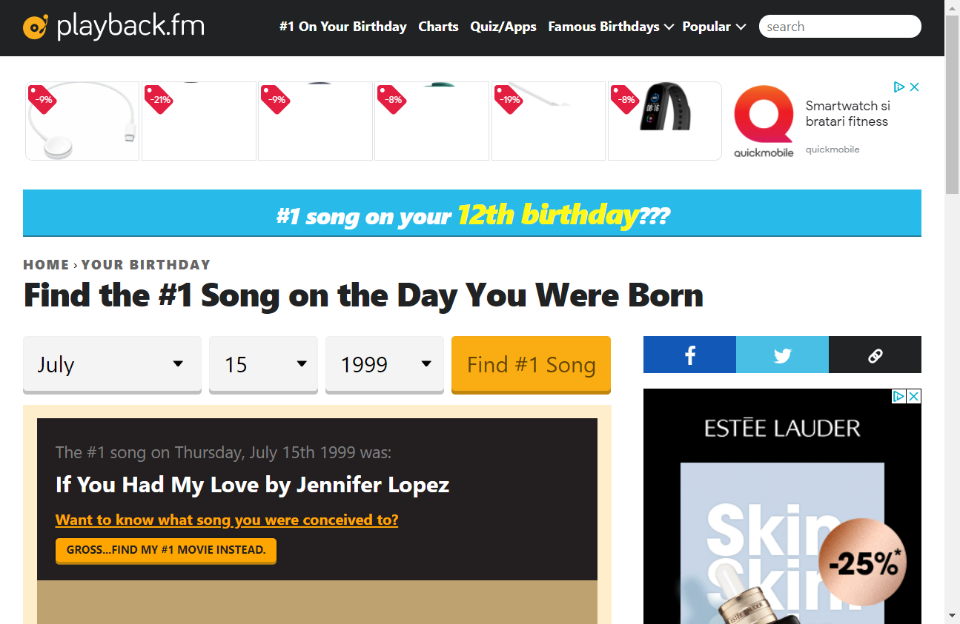 playback.fm
#1 On Your Birthday Charts Quiz/Apps Famous Birthdays Popular search
-9% -21% -9% -8% -19% -8%
Smartwatch si
bratari fitness
quickmobile quickmobile
#1 song on your 12th birthday???
HOME › YOUR BIRTHDAY
Find the #1 Song on the Day You Were Born
July 15 1999 Find #1 Song
The #1 song on Thursday, July 15th 1999 was:
If You Had My Love by Jennifer Lopez
Want to know what song you were conceived to?
GROSS...FIND MY #1 MOVIE INSTEAD.
ESTĒE LAUDER
Skin
Skin
-25%*